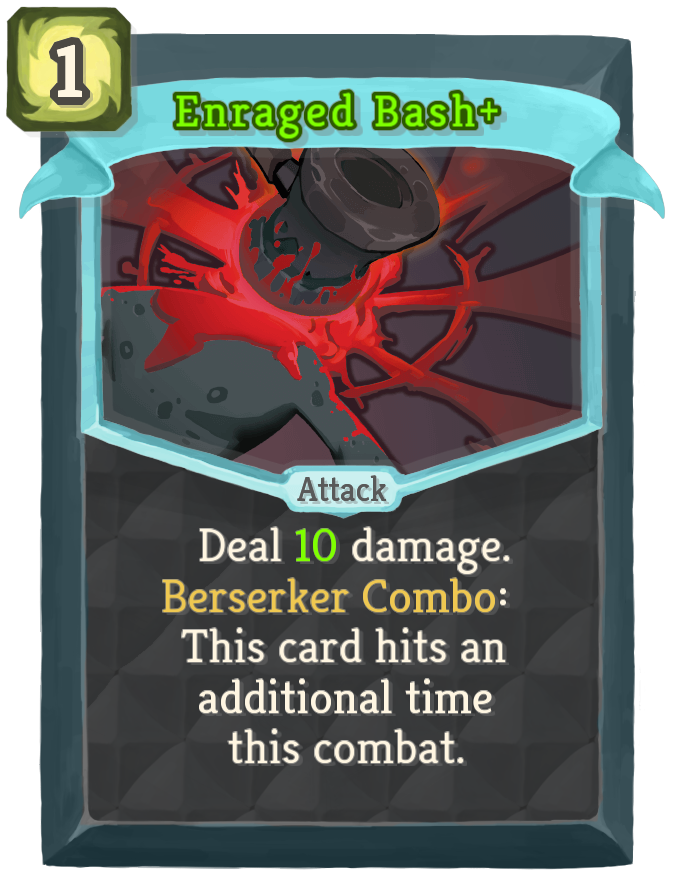 1
Enraged Bash+
Attack
Deal 10 damage.
Berserker Combo:
This card hits an
additional time
this combat.